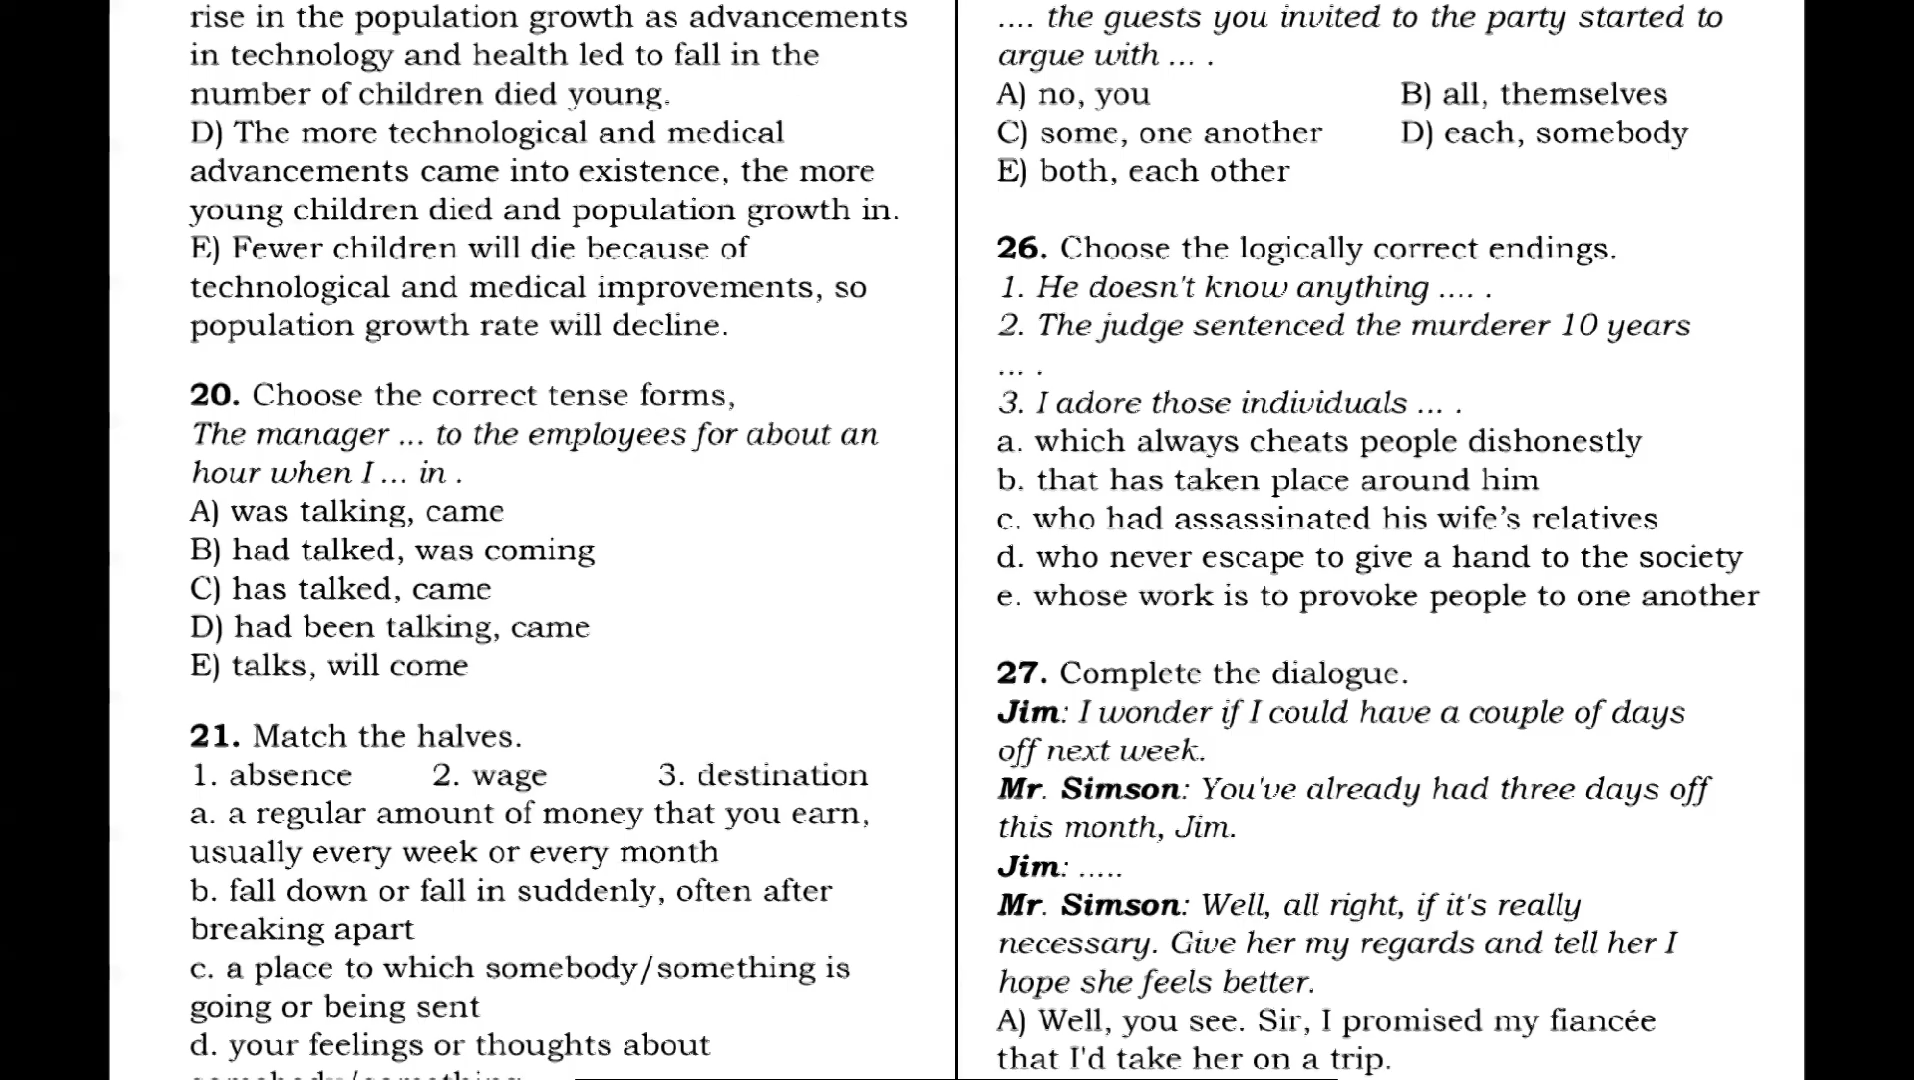 rise in the population growth as advancements
in technology and health led to fall in the
number of children died young.
D) The more technological and medical
advancements came into existence, the more
young children died and population growth in.
E) Fewer children will die because of
technological and medical improvements, so
population growth rate will decline.
20. Choose the correct tense forms,
The manager ... to the employees for about an
hour when I ... in .
A) was talking, came
B) had talked, was coming
C) has talked, came
D) had been talking, came
E) talks, will come
21. Match the halves.
1. absence 2. wage 3. destination
a. a regular amount of money that you earn,
usually every week or every month
b. fall down or fall in suddenly, often after
breaking apart
c. a place to which somebody/something is
going or being sent
d. your feelings or thoughts about
somebody/something
.... the guests you invited to the party started to
argue with ... .
A) no, you B) all, themselves
C) some, one another D) each, somebody
E) both, each other
26. Choose the logically correct endings.
1. He doesn't know anything .... .
2. The judge sentenced the murderer 10 years
... .
3. I adore those individuals ... .
a. which always cheats people dishonestly
b. that has taken place around him
c. who had assassinated his wife's relatives
d. who never escape to give a hand to the society
e. whose work is to provoke people to one another
27. Complete the dialogue.
Jim: I wonder if I could have a couple of days
off next week.
Mr. Simson: You've already had three days off
this month, Jim.
Jim: .....
Mr. Simson: Well, all right, if it's really
necessary. Give her my regards and tell her I
hope she feels better.
A) Well, you see. Sir, I promised my fiancée
that I'd take her on a trip.